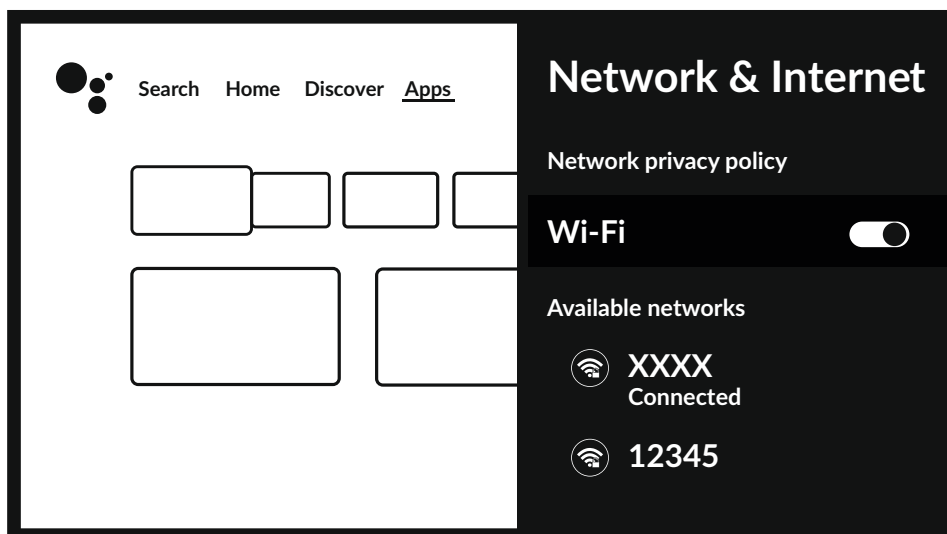 Search Home Discover Apps
Network & Internet
Network privacy policy
Wi-Fi
Available networks
XXXX
Connected
12345